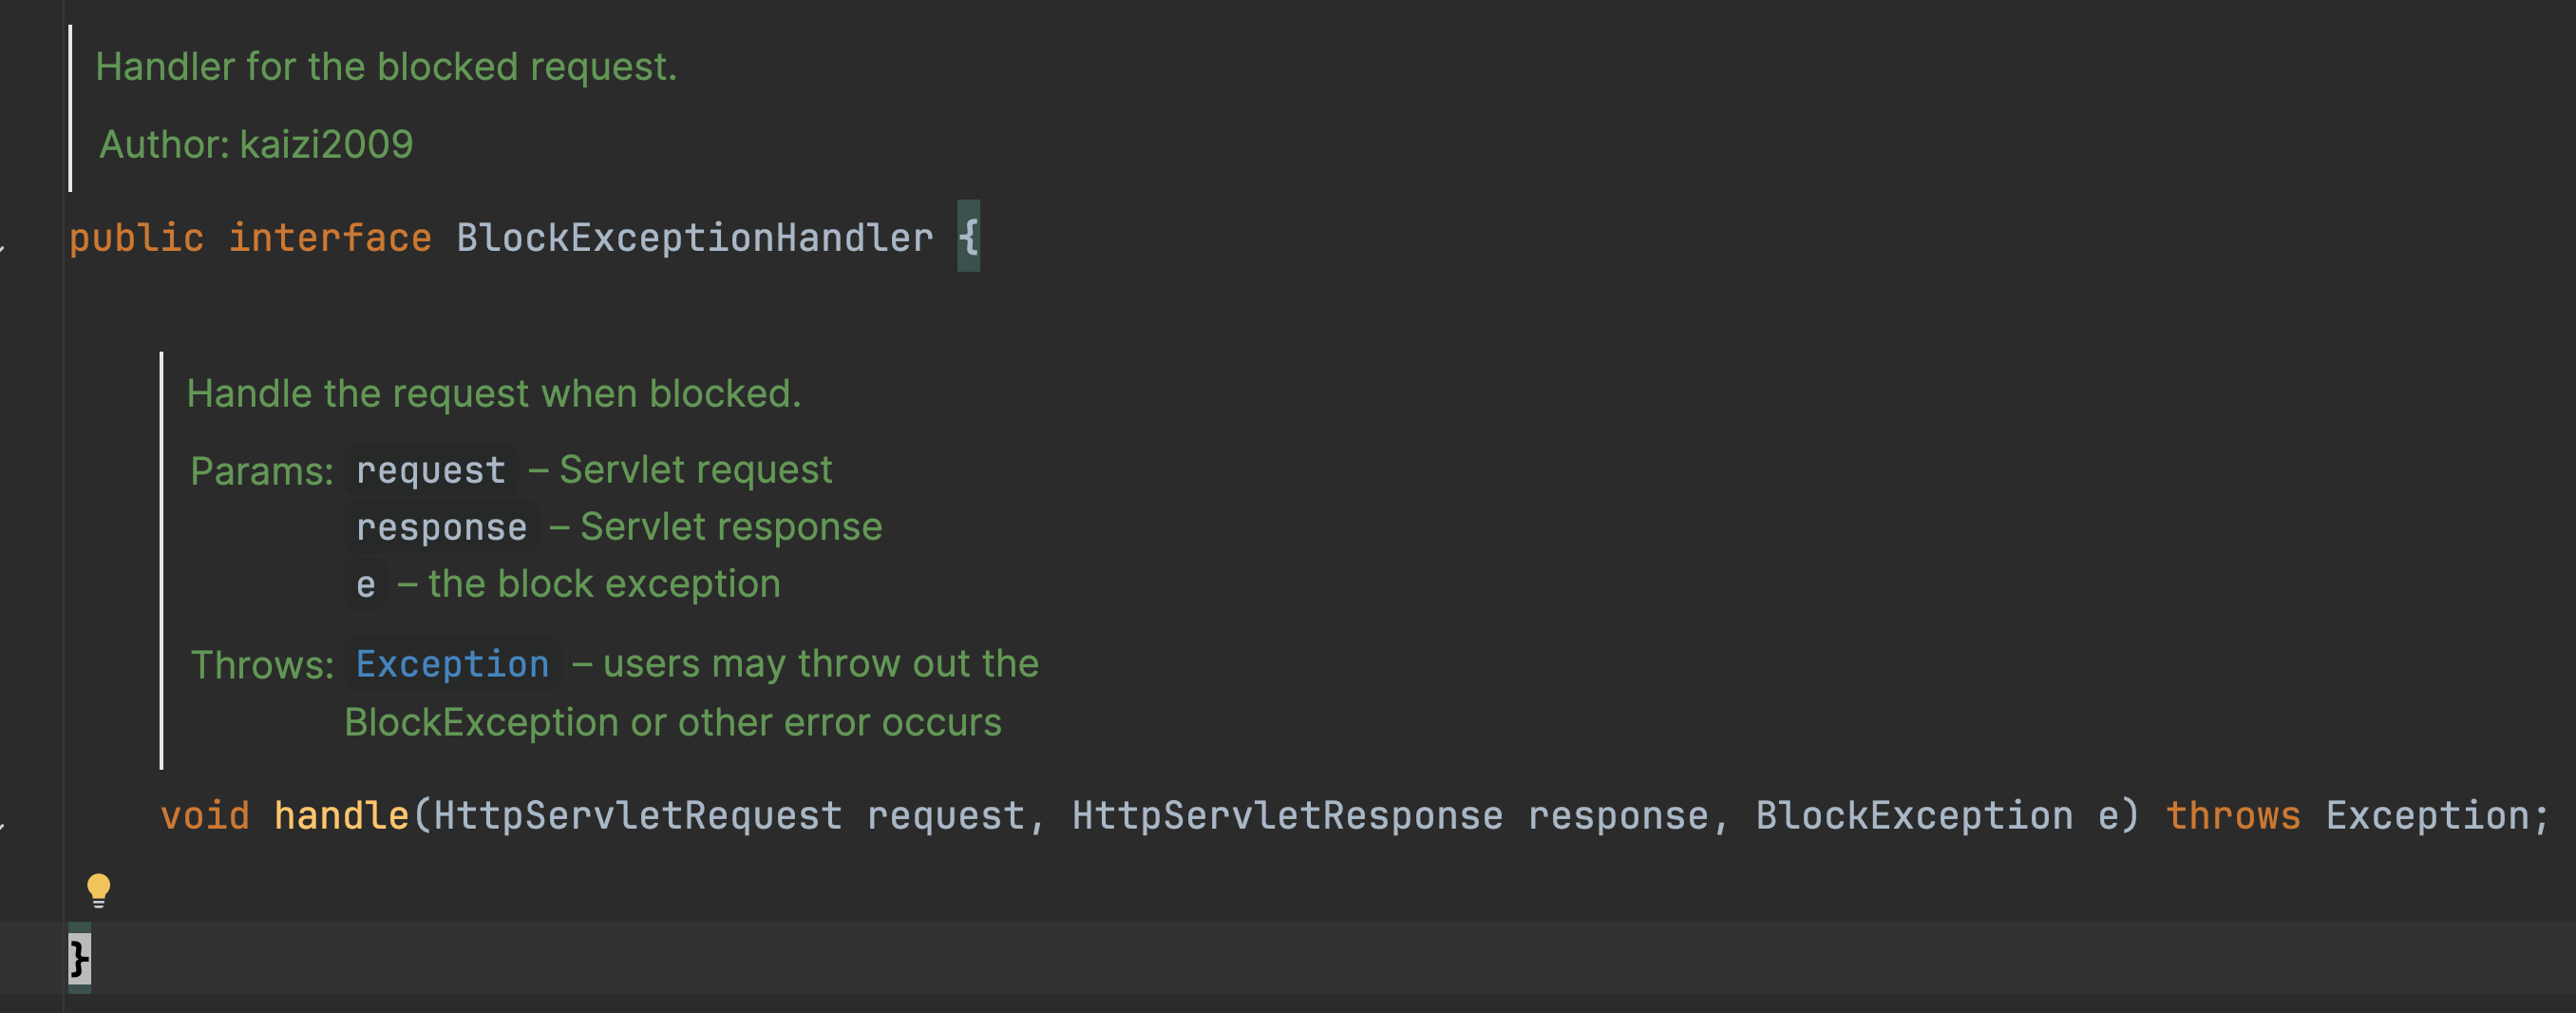 Handler for the blocked request.
Author: kaizi2009
public interface BlockExceptionHandler {
Handle the request when blocked.
Params: request – Servlet request
response – Servlet response
e – the block exception
Throws: Exception – users may throw out the
BlockException or other error occurs
void handle(HttpServletRequest request, HttpServletResponse response, BlockException e) throws Exception;
}